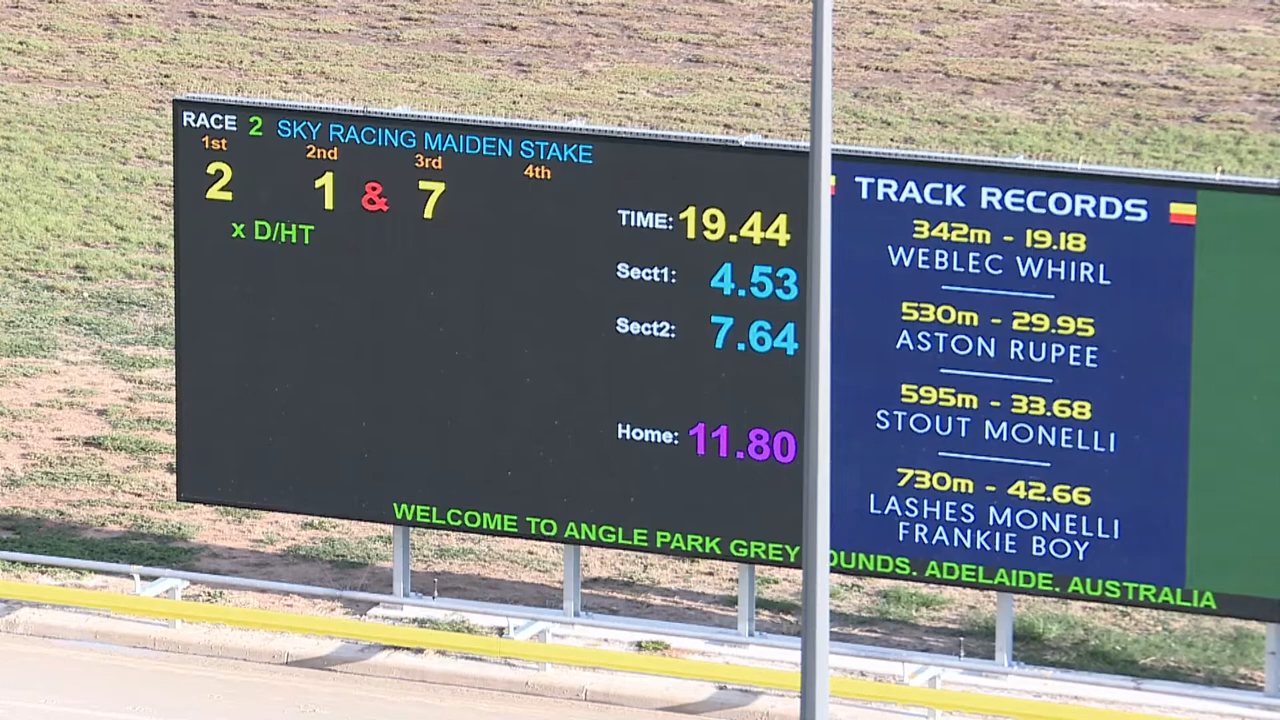 RACE 2 SKY RACING MAIDEN STAKE
1st 2nd 3rd 4th
2 1 & 7
x D/HT
TIME: 19.44
Sect1: 4.53
Sect2: 7.64
Home: 11.80
TRACK RECORDS
342m - 19.18
WEBLEC WHIRL
530m - 29.95
ASTON RUPEE
595m - 33.68
STOUT MONELLI
730m - 42.66
LASHES MONELLI
FRANKIE BOY
WELCOME TO ANGLE PARK GREY OUNDS. ADELAIDE. AUSTRALIA